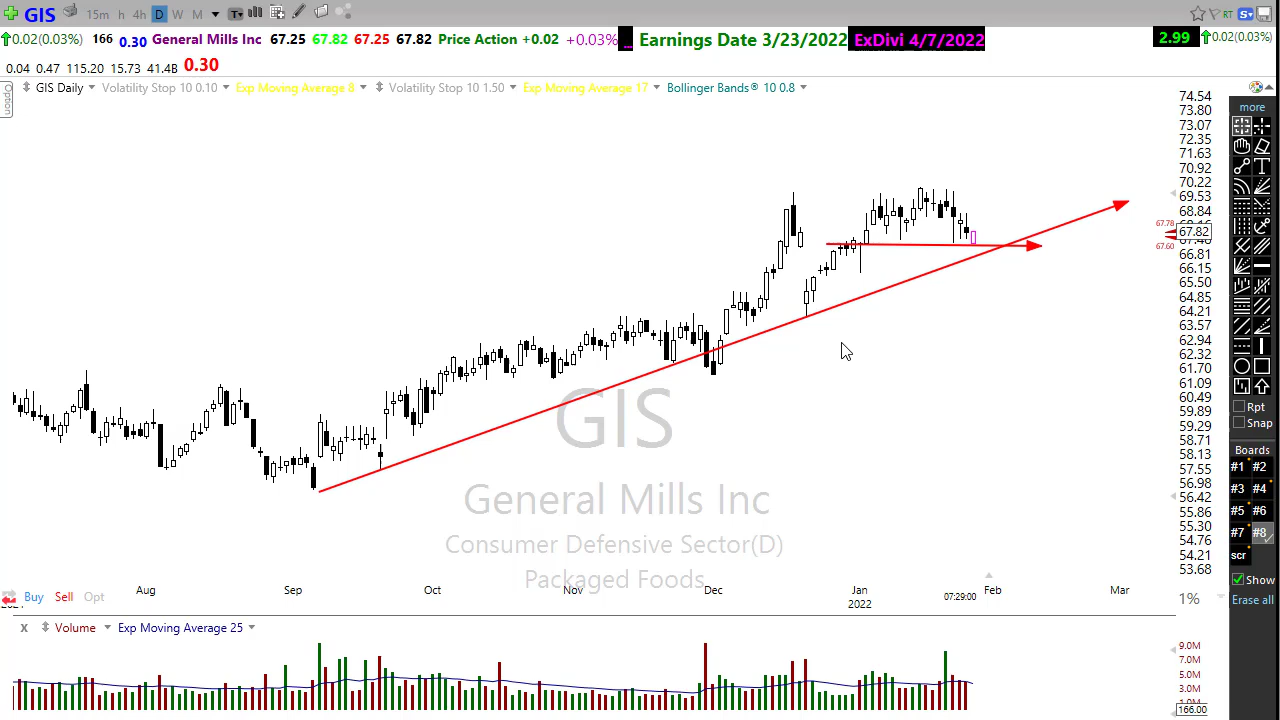 GIS 15m h 4h D W M T
RT S
0.02(0.03%) 166 0.30 General Mills Inc 67.25 67.82 67.25 67.82 Price Action +0.02 +0.03% ... Earnings Date 3/23/2022 ExDivi 4/7/2022 2.99 0.02(0.03%)
0.04 0.47 115.20 15.73 41.4B 0.30
Option
GIS Daily Volatility Stop 10 0.10 Exp Moving Average 8 Volatility Stop 10 1.50 Exp Moving Average 17 Bollinger Bands® 10 0.8
74.54
73.80
73.07
72.35
71.63
70.92
70.22
69.53
68.84
67.78
67.82
67.60
66.81
66.15
65.50
64.85
64.21
63.57
62.94
62.32
61.70
61.09
60.49
59.89
59.29
58.71
58.13
57.55
56.98
56.42
55.86
55.30
54.76
54.21
53.68
more
T
Rpt
Snap
Boards
#1 #2
#3 #4
#5 #6
#7 #8
scr
Show
Erase all
GIS
General Mills Inc
Consumer Defensive Sector(D)
Packaged Foods
Aug Sep Oct Nov Dec Jan Feb Mar
2022 07:29:00
Buy Sell Opt
1%
X Volume Exp Moving Average 25
9.0M
7.0M
5.0M
3.0M
166.00